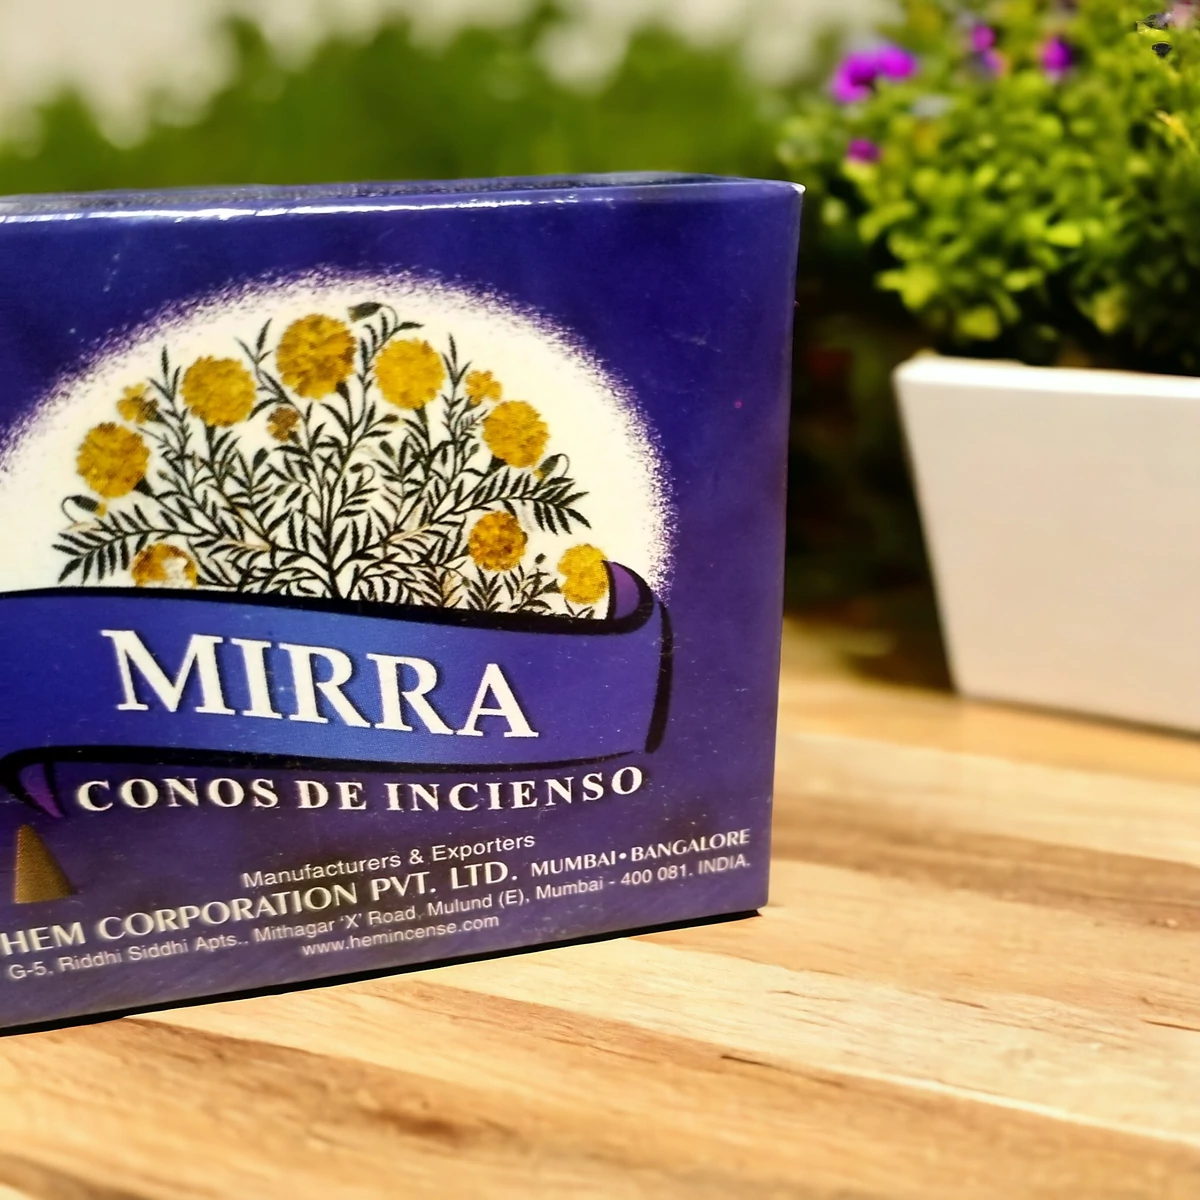 MIRRA
CONOS DE INCIENSO
Manufacturers & Exporters
HEM CORPORATION PVT. LTD. MUMBAI • BANGALORE
G-5, Riddhi Siddhi Apts., Mithagar 'X' Road, Mulund (E), Mumbai - 400 081. INDIA.
www.hemincense.com